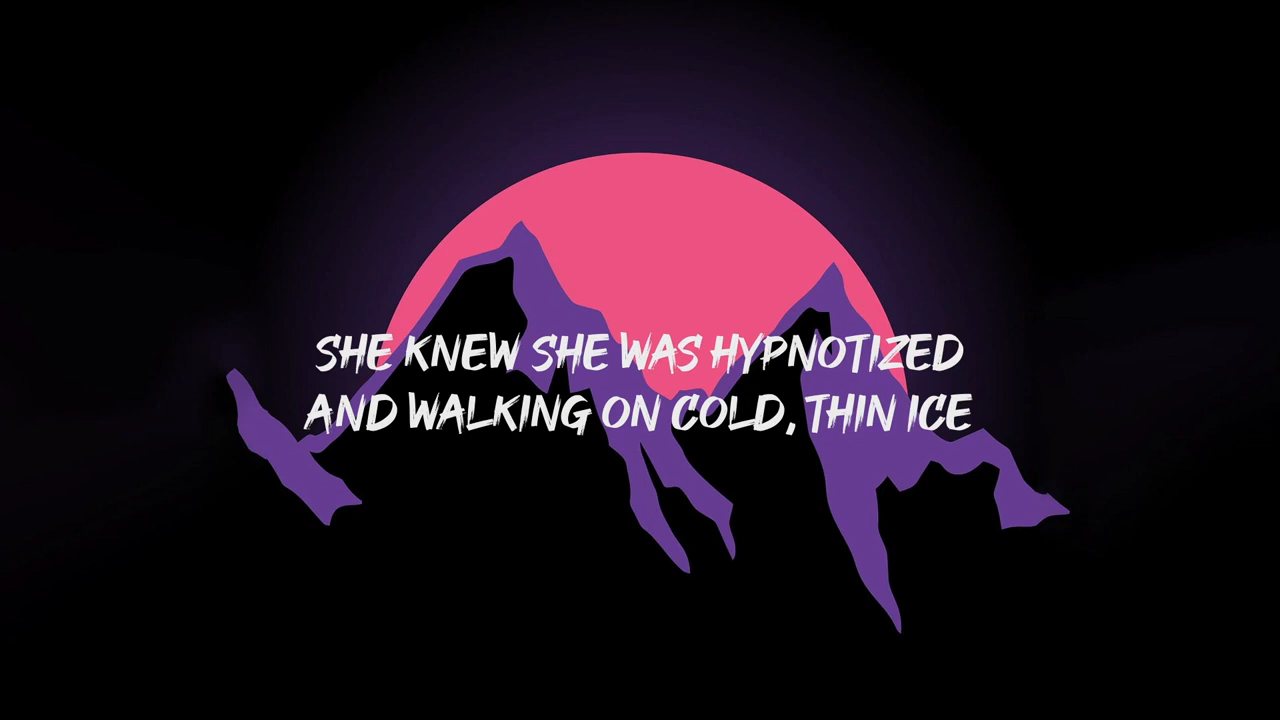 SHE KNEW SHE WAS HYPNOTIZED
AND WALKING ON COLD, THIN ICE